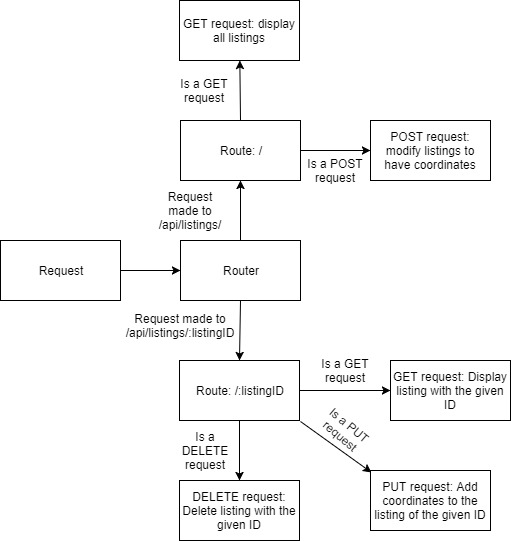 GET request: display
all listings
Is a GET
request
Route: /
Is a POST
request
POST request:
modify listings to
have coordinates
Request
made to
/api/listings/
Request
Router
Request made to
/api/listings/:listingID
Route: /:listingID
Is a GET
request
GET request: Display
listing with the given
ID
Is a PUT
request
Is a
DELETE
request
DELETE request:
Delete listing with the
given ID
PUT request: Add
coordinates to the
listing of the given ID